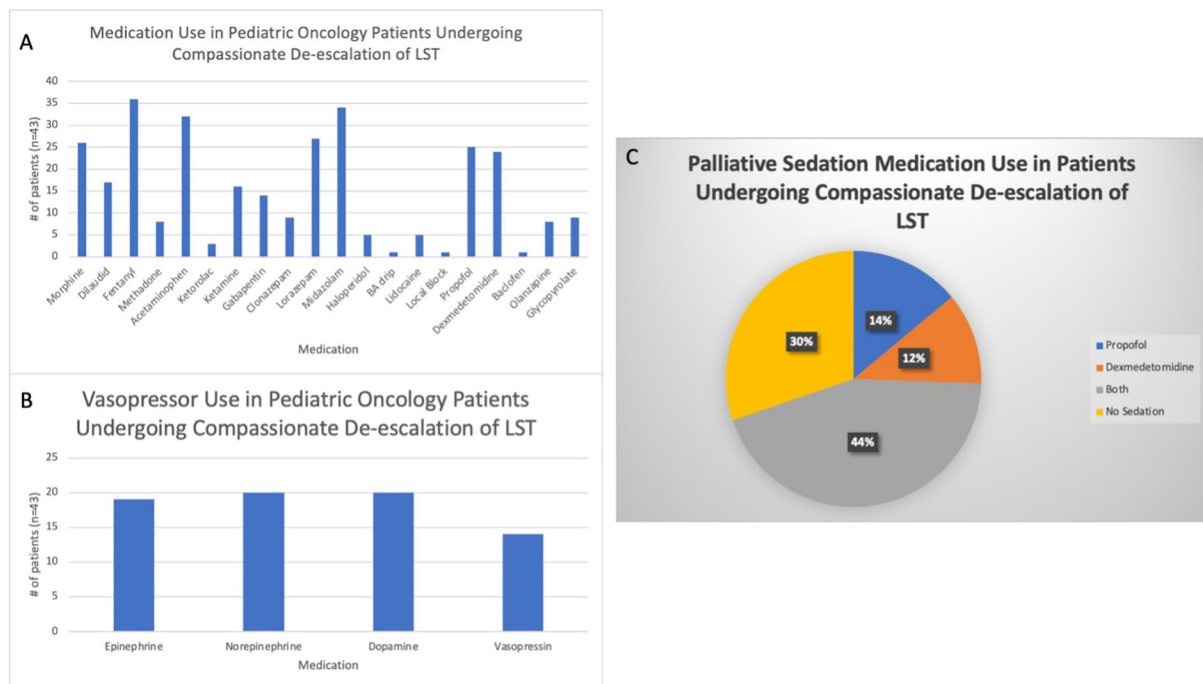 A
Medication Use in Pediatric Oncology Patients Undergoing
Compassionate De-escalation of LST
# of patients (n=43)
40
35
30
25
20
15
10
5
0
Morphine
Dilaudid
Fentanyl
Methadone
Acetaminophen
Ketorolac
Ketamine
Gabapentin
Clonazepam
Lorazepam
Midazolam
Haloperidol
BA drip
Lidocaine
Local Block
Propofol
Dexmedetomidine
Baclofen
Olanzapine
Glycopyrolate
Medication
B
Vasopressor Use in Pediatric Oncology Patients
Undergoing Compassionate De-escalation of LST
# of patients (n=43)
25
20
15
10
5
0
Epinephrine
Norepinephrine
Dopamine
Vasopressin
Medication
C
Palliative Sedation Medication Use in Patients
Undergoing Compassionate De-escalation of
LST
14%
12%
44%
30%
Propofol
Dexmedetomidine
Both
No Sedation